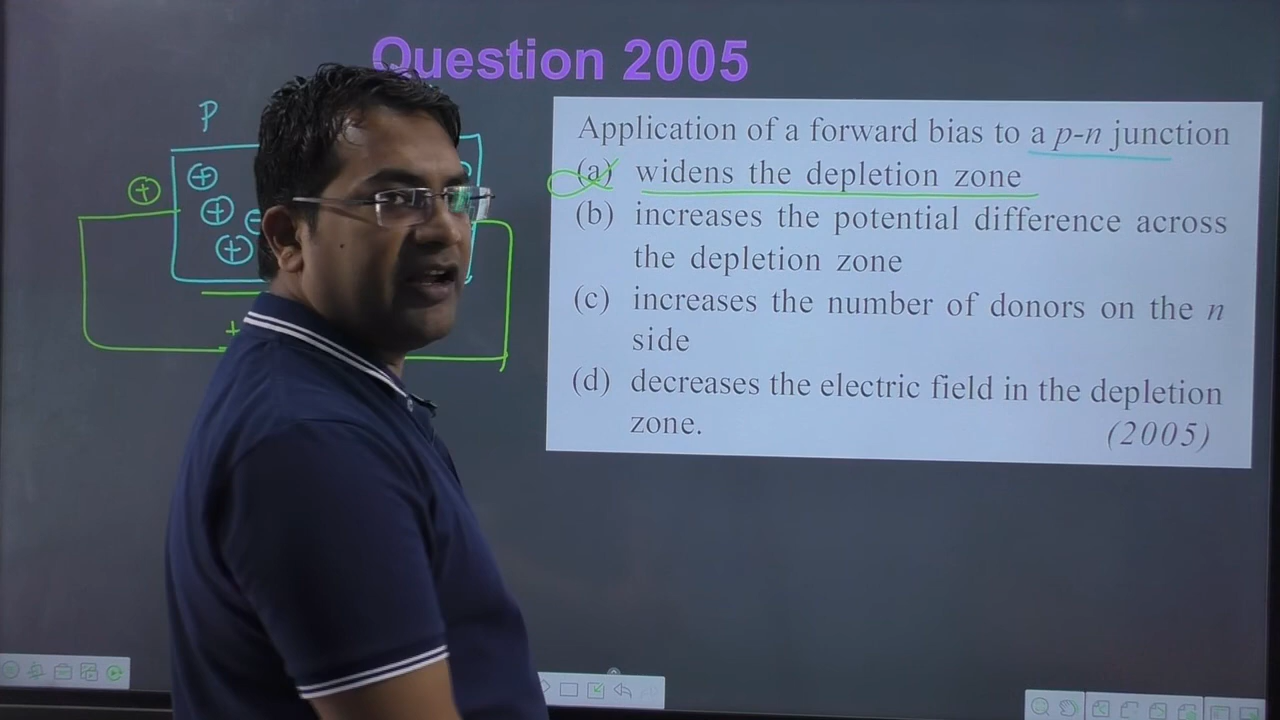 Question 2005
P
Application of a forward bias to a p-n junction
(a) widens the depletion zone
(b) increases the potential difference across
the depletion zone
(c) increases the number of donors on the n
side
(d) decreases the electric field in the depletion
zone.
(2005)
+
+
+
+
+